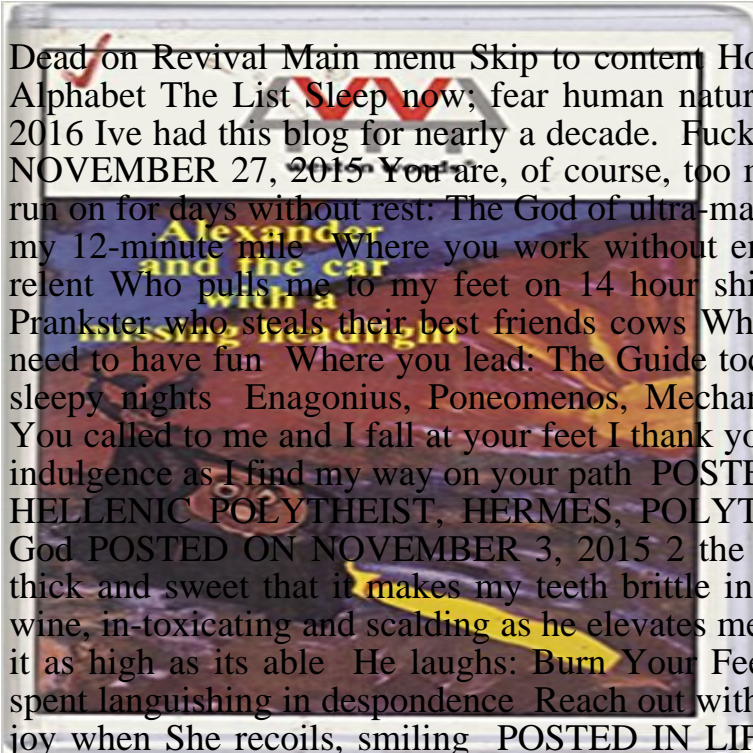 Dead on Revival Main menu Skip to content Ho
Alphabet The List Sleep now; fear human natur
2016 Ive had this blog for nearly a decade. Fuck
NOVEMBER 27, 2015 You are, of course, too m
run on for days without rest: The God of ultra-ma
my 12-minute mile Where you work without er
relent Who pulls me to my feet on 14 hour shi
Prankster who steals their best friends cows Wh
need to have fun Where you lead: The Guide too
sleepy nights Enagonius, Poneomenos, Mechan
You called to me and I fall at your feet I thank yo
indulgence as I find my way on your path POSTE
HELLENIC POLYTHEIST, HERMES, POLYT
God POSTED ON NOVEMBER 3, 2015 2 the
thick and sweet that it makes my teeth brittle in
wine, in-toxicating and scalding as he elevates me
it as high as its able He laughs: Burn Your Fee
spent languishing in despondence Reach out with
joy when She recoils, smiling POSTED IN LIF
Alexander
and the car
with a
missing headlight